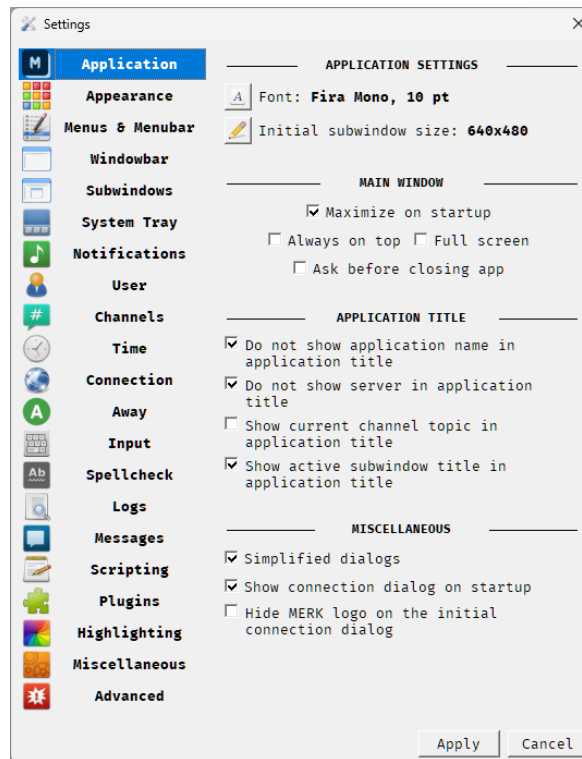 Settings
M
Application
Appearance
Menus & Menubar
Windowbar
Subwindows
System Tray
Notifications
User
#
Channels
Time
Connection
A
Away
Input
Ab
Spellcheck
Logs
Messages
Scripting
Plugins
Highlighting
Miscellaneous
Advanced
APPLICATION SETTINGS
A
Font: Fira Mono, 10 pt
Initial subwindow size: 640x480
MAIN WINDOW
Maximize on startup
Always on top
Full screen
Ask before closing app
APPLICATION TITLE
Do not show application name in
application title
Do not show server in application
title
Show current channel topic in
application title
Show active subwindow title in
application title
MISCELLANEOUS
Simplified dialogs
Show connection dialog on startup
Hide MERK logo on the initial
connection dialog
Apply
Cancel